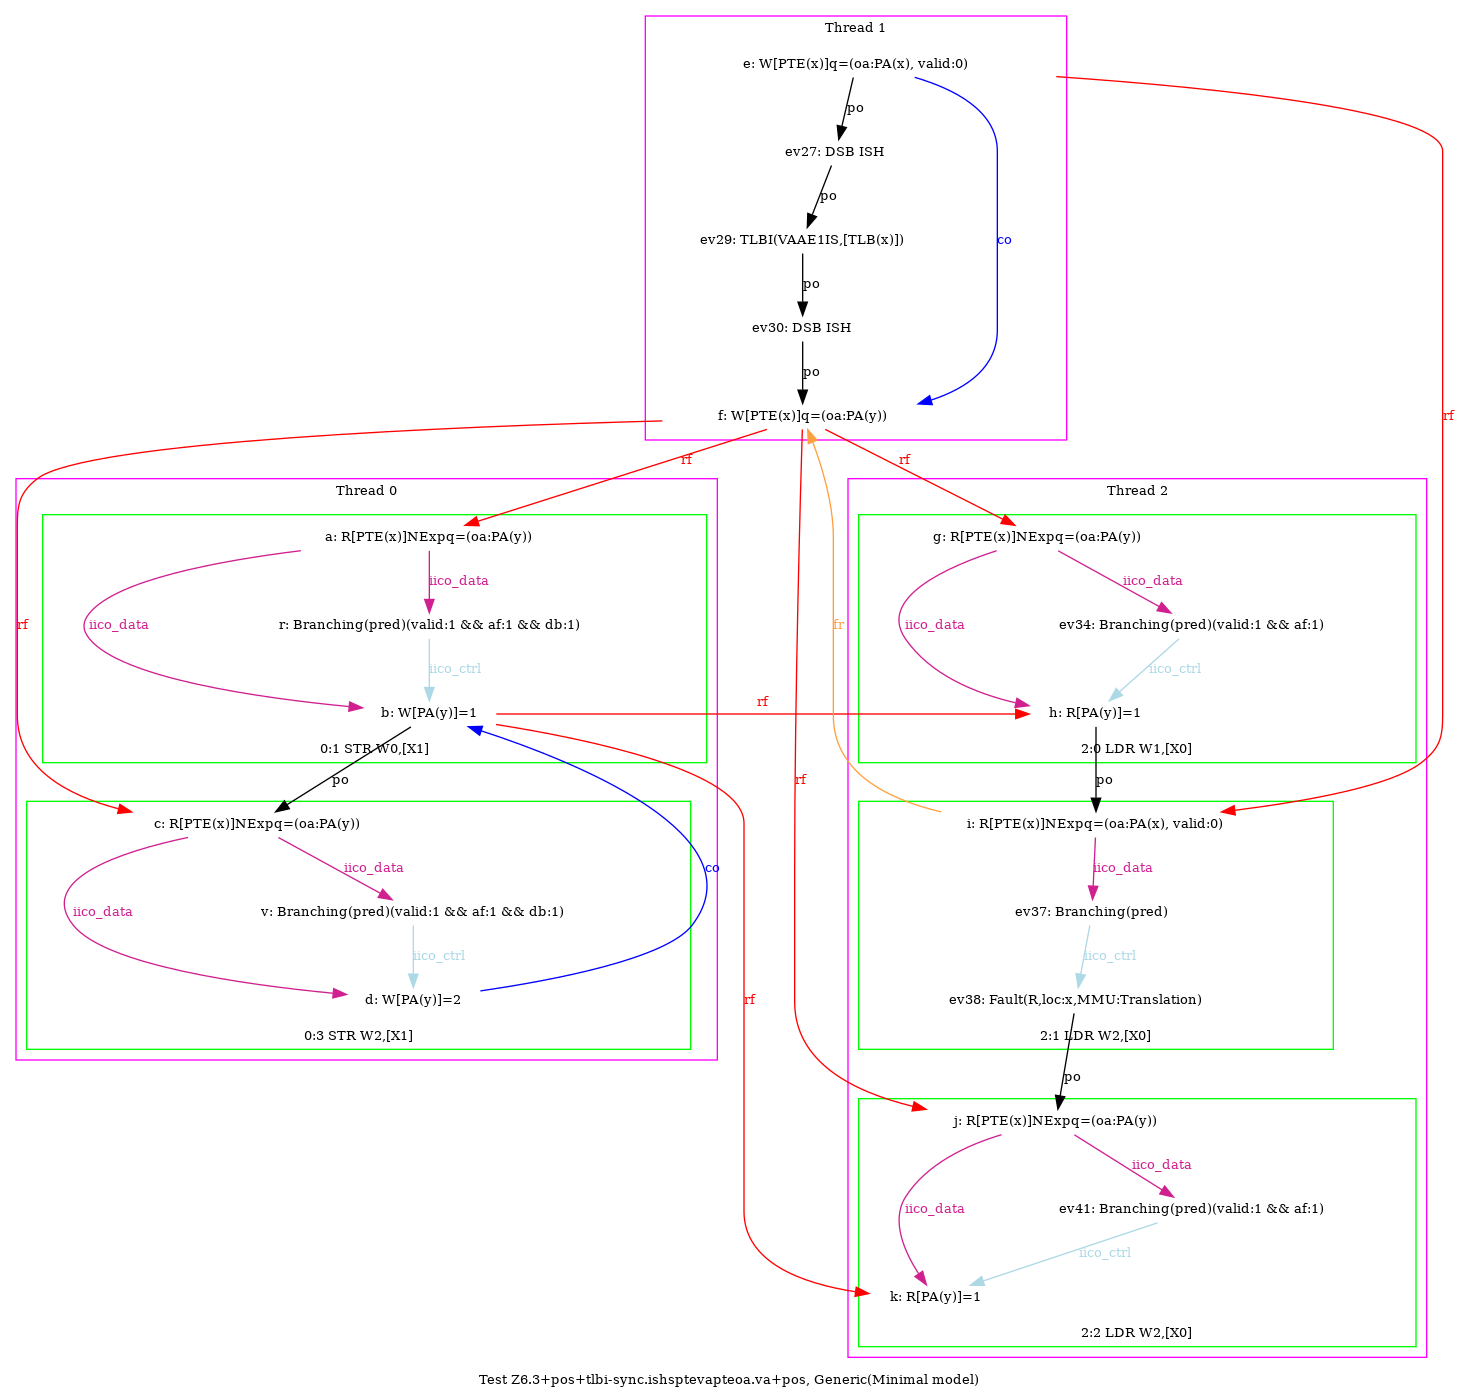 Thread 1
e: W[PTE(x)]q=(oa:PA(x), valid:0)
po
ev27: DSB ISH
po
ev29: TLBI(VAAE1IS,[TLB(x)])
co
po
ev30: DSB ISH
po
f: W[PTE(x)]q=(oa:PA(y))
rf
rf
rf
Thread 0
Thread 2
a: R[PTE(x)]NExpq=(oa:PA(y))
g: R[PTE(x)]NExpq=(oa:PA(y))
iico_data
iico_data
rf
iico_data
r: Branching(pred)(valid:1 && af:1 && db:1)
fr
iico_data
ev34: Branching(pred)(valid:1 && af:1)
iico_ctrl
iico_ctrl
rf
b: W[PA(y)]=1
h: R[PA(y)]=1
0:1 STR W0,[X1]
2:0 LDR W1,[X0]
po
rf
po
c: R[PTE(x)]NExpq=(oa:PA(y))
i: R[PTE(x)]NExpq=(oa:PA(x), valid:0)
iico_data
co
iico_data
iico_data
v: Branching(pred)(valid:1 && af:1 && db:1)
ev37: Branching(pred)
iico_ctrl
iico_ctrl
d: W[PA(y)]=2
rf
ev38: Fault(R,loc:x,MMU:Translation)
0:3 STR W2,[X1]
2:1 LDR W2,[X0]
po
j: R[PTE(x)]NExpq=(oa:PA(y))
iico_data
iico_data
ev41: Branching(pred)(valid:1 && af:1)
iico_ctrl
k: R[PA(y)]=1
2:2 LDR W2,[X0]
Test Z6.3+pos+tlbi-sync.ishsptevapteoa.va+pos, Generic(Minimal model)